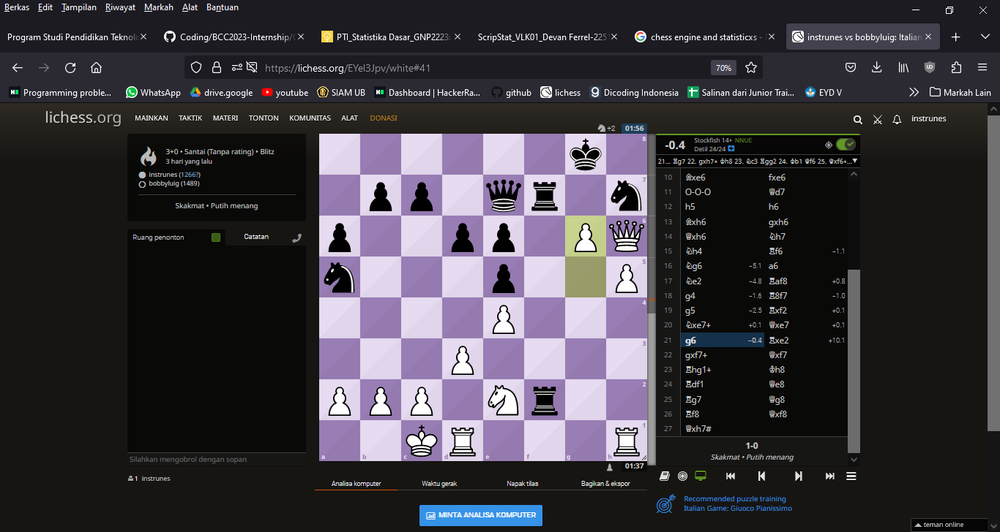 Berkas Edit Tampilan Riwayat Markah Alat Bantuan
Program Studi Pendidikan Teknolo Coding/BCC2023-Internship/C PTI_Statistika Dasar_GNP2223: ScripStat_VLK01_Devan Ferrel-2251 chess engine and statisticxs - instrunes vs bobbyluig: Italian
https://lichess.org/EYel3Jpv/white#41 70%
Programming proble... WhatsApp drive.google youtube SIAM UB Dashboard | HackerRa... github lichess Dicoding Indonesia Salinan dari Junior Trai... EYD V Markah Lain
lichess.org MAINKAN TAKTIK MATERI TONTON KOMUNITAS ALAT DONASI instrunes
3+0 • Santai (Tanpa rating) • Blitz
3 hari yang lalu
instrunes (1266?)
bobbyluig (1489)
Skakmat • Putih menang
Ruang penonton Catatan
Silahkan mengobrol dengan sopan
1 instrunes
+2 01:56
8
7
6
5
4
3
2
1
a b c d e f g h
01:37
Analisa komputer Waktu gerak Napak tilas Bagikan & ekspor
MINTA ANALISA KOMPUTER
-0.4 Stockfish 14+ NNUE
Detil 24/24
21... ♖g7 22. gxh7+ ♔h8 23. ♘c3 ♖gg2 24. ♔b1 ♕f6 25. ♕xf6+...
10 ♗xe6 fxe6
11 O-O-O ♕d7
12 h5 h6
13 ♗xh6 gxh6
14 ♕xh6 ♘h7
15 ♘h4 ♖f6 −1.1
16 ♘g6 −5.1 a6
17 ♘e2 −4.8 ♖af8 +0.8
18 g4 −1.6 ♖8f7 −1.0
19 g5 −2.5 ♖xf2 +0.1
20 ♘xe7+ +0.1 ♕xe7 +0.1
21 g6 −0.4 ♖xe2 +10.1
22 gxf7+ ♕xf7
23 ♖hg1+ ♔h8
24 ♖df1 ♕e8
25 ♖g7 ♕g8
26 ♖f8 ♕xf8
27 ♕xh7#
1-0
Skakmat • Putih menang
Recommended puzzle training
Italian Game: Giuoco Pianissimo
teman online